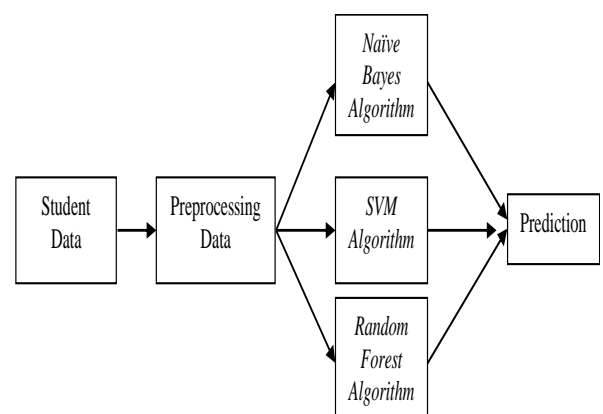 Student
Data
Preprocessing
Data
Naïve
Bayes
Algorithm
SVM
Algorithm
Random
Forest
Algorithm
Prediction